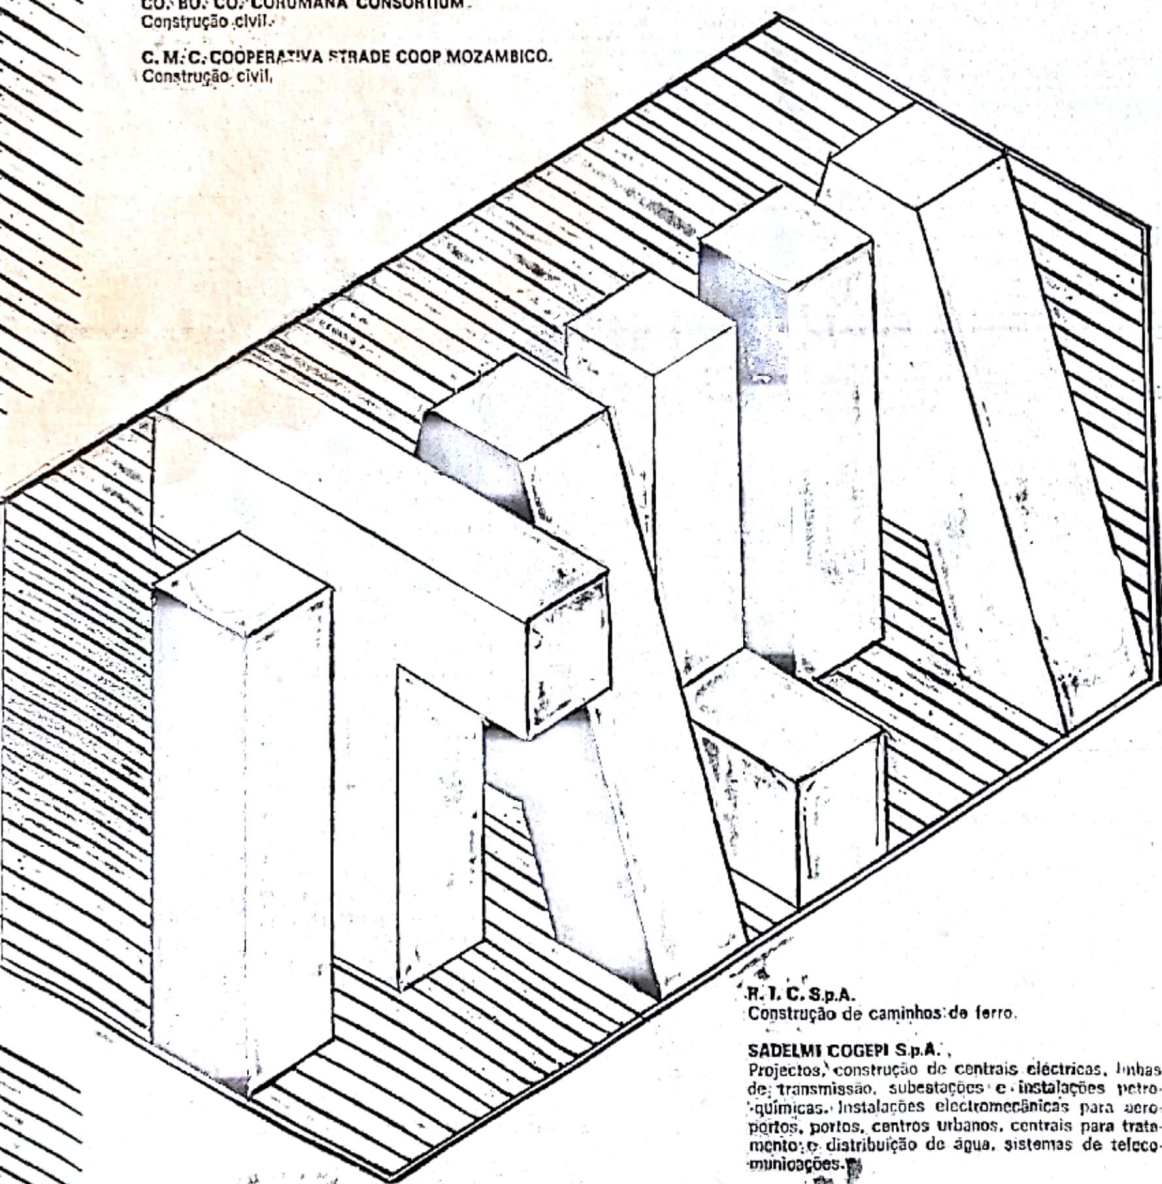 CO. BO. CO. CORUMANA CONSORTIUM.
Construção civil.
C. M. C. COOPERATIVA STRADE COOP MOZAMBICO.
Construção civil.
ITALIA
R. I. C. S.p.A.
Construção de caminhos de ferro.
SADELMI COGEPI S.p.A.
Projectos, construção de centrais eléctricas, linhas
de transmissão, subestações e instalações petro-
químicas. Instalações electromecânicas para aero-
portos, portos, centros urbanos, centrais para trata-
mento e distribuição de água, sistemas de teleco-
municações.